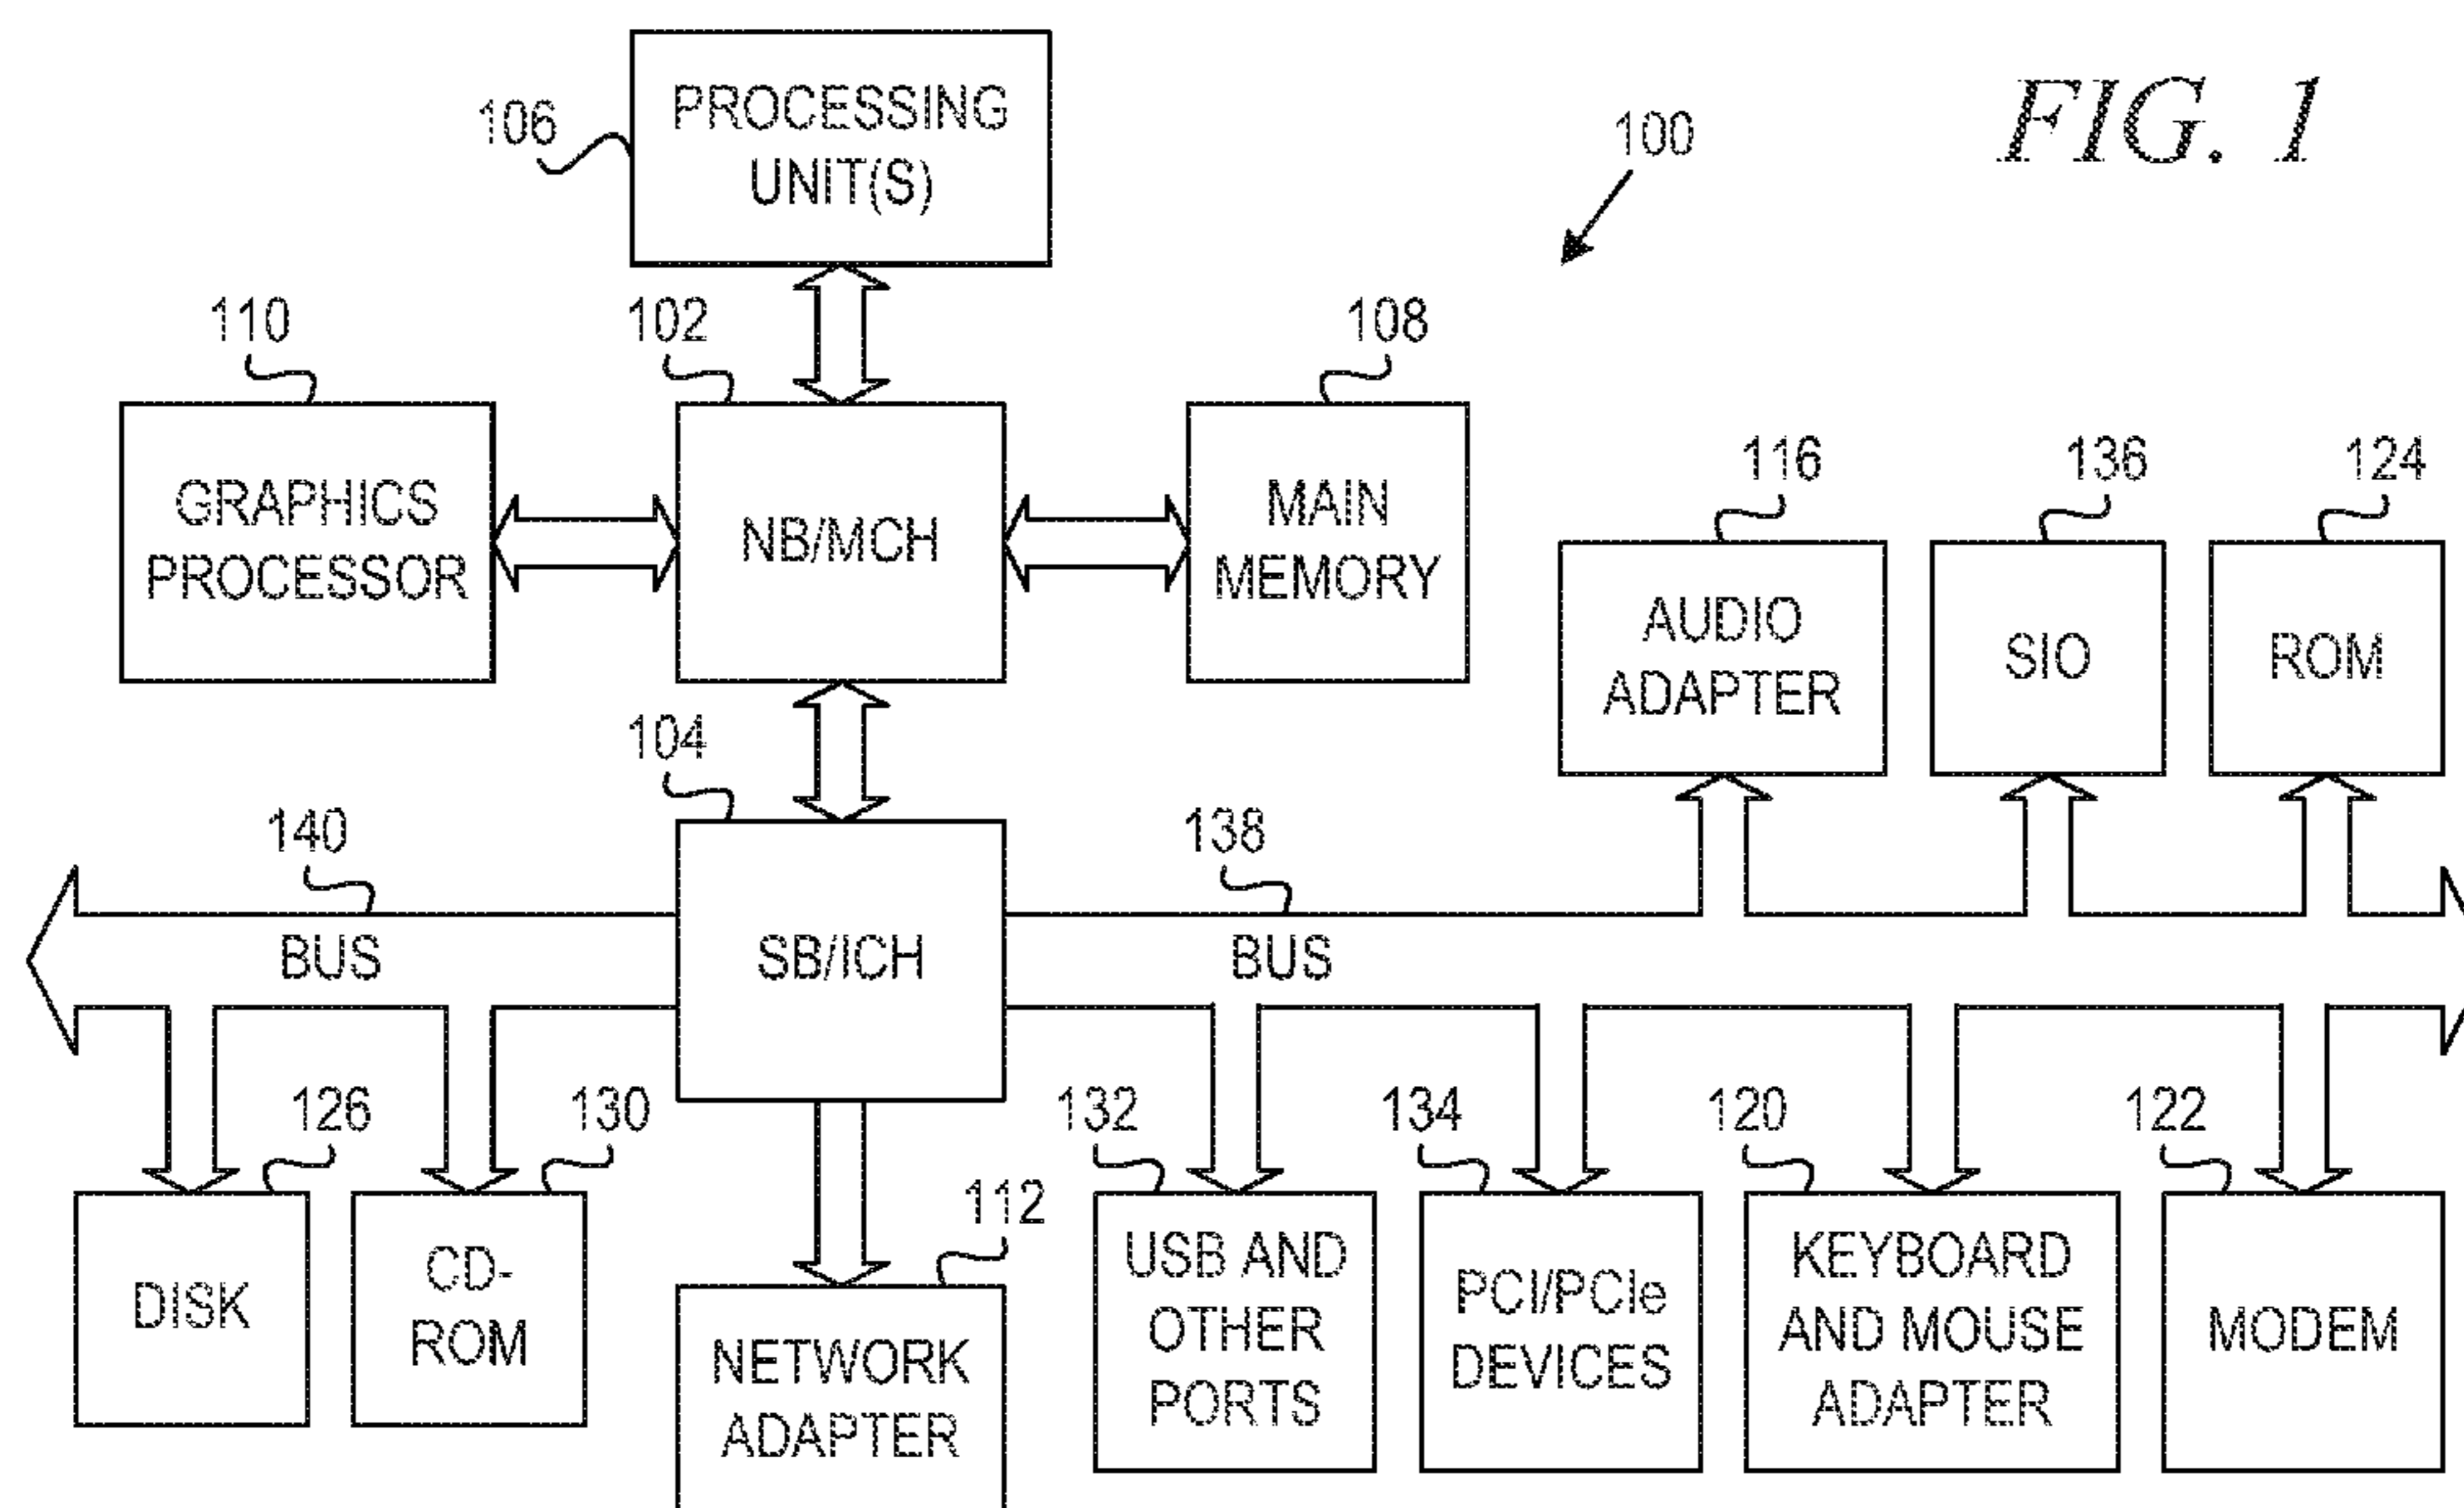 FIG. 1
100
106
PROCESSING
UNIT(S)
110
102
108
GRAPHICS
PROCESSOR
NB/MCH
MAIN
MEMORY
116
136
124
AUDIO
ADAPTER
SIO
ROM
104
140
138
BUS
SB/ICH
BUS
126
130
112
132
134
120
122
DISK
CD-
ROM
NETWORK
ADAPTER
USB AND
OTHER
PORTS
PCI/PCIe
DEVICES
KEYBOARD
AND MOUSE
ADAPTER
MODEM